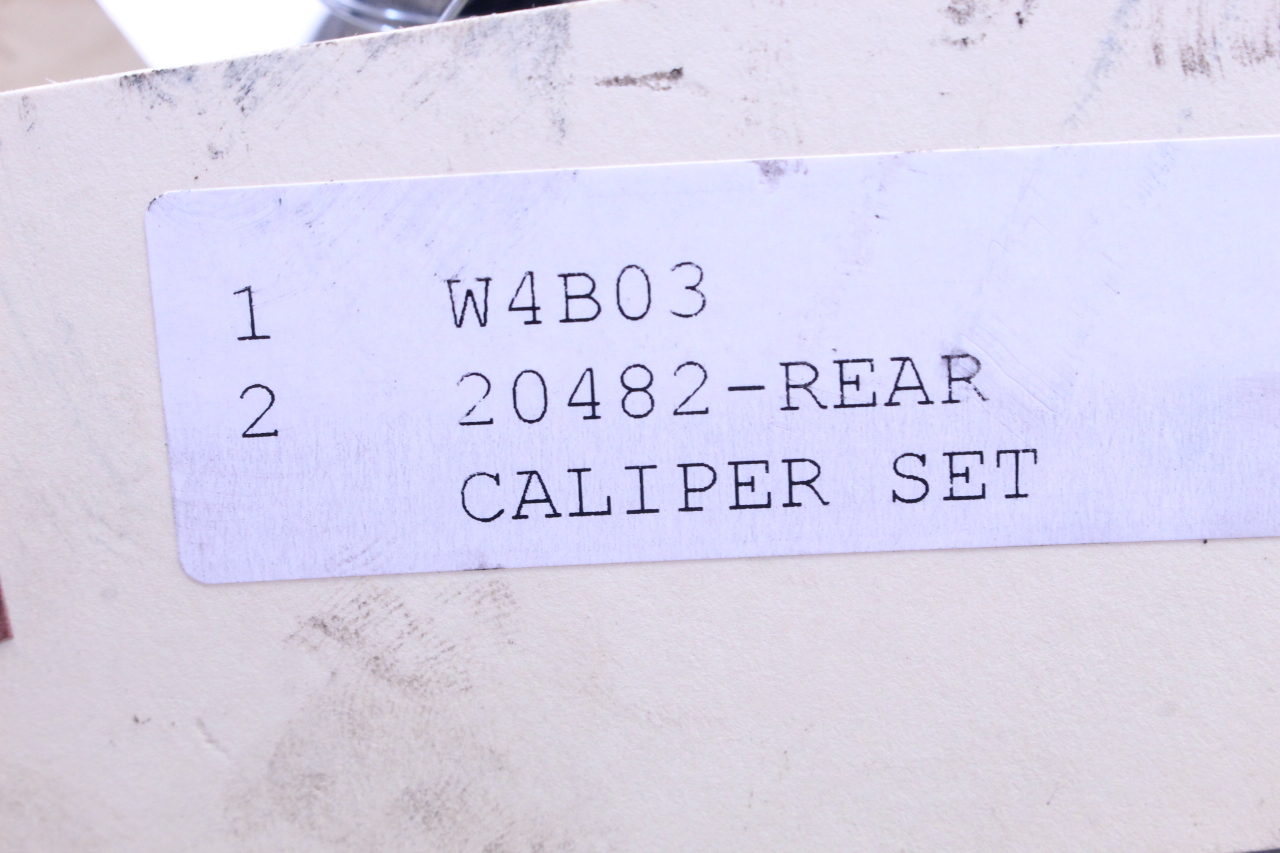 1 W4B03
2 20482-REAR
CALIPER SET